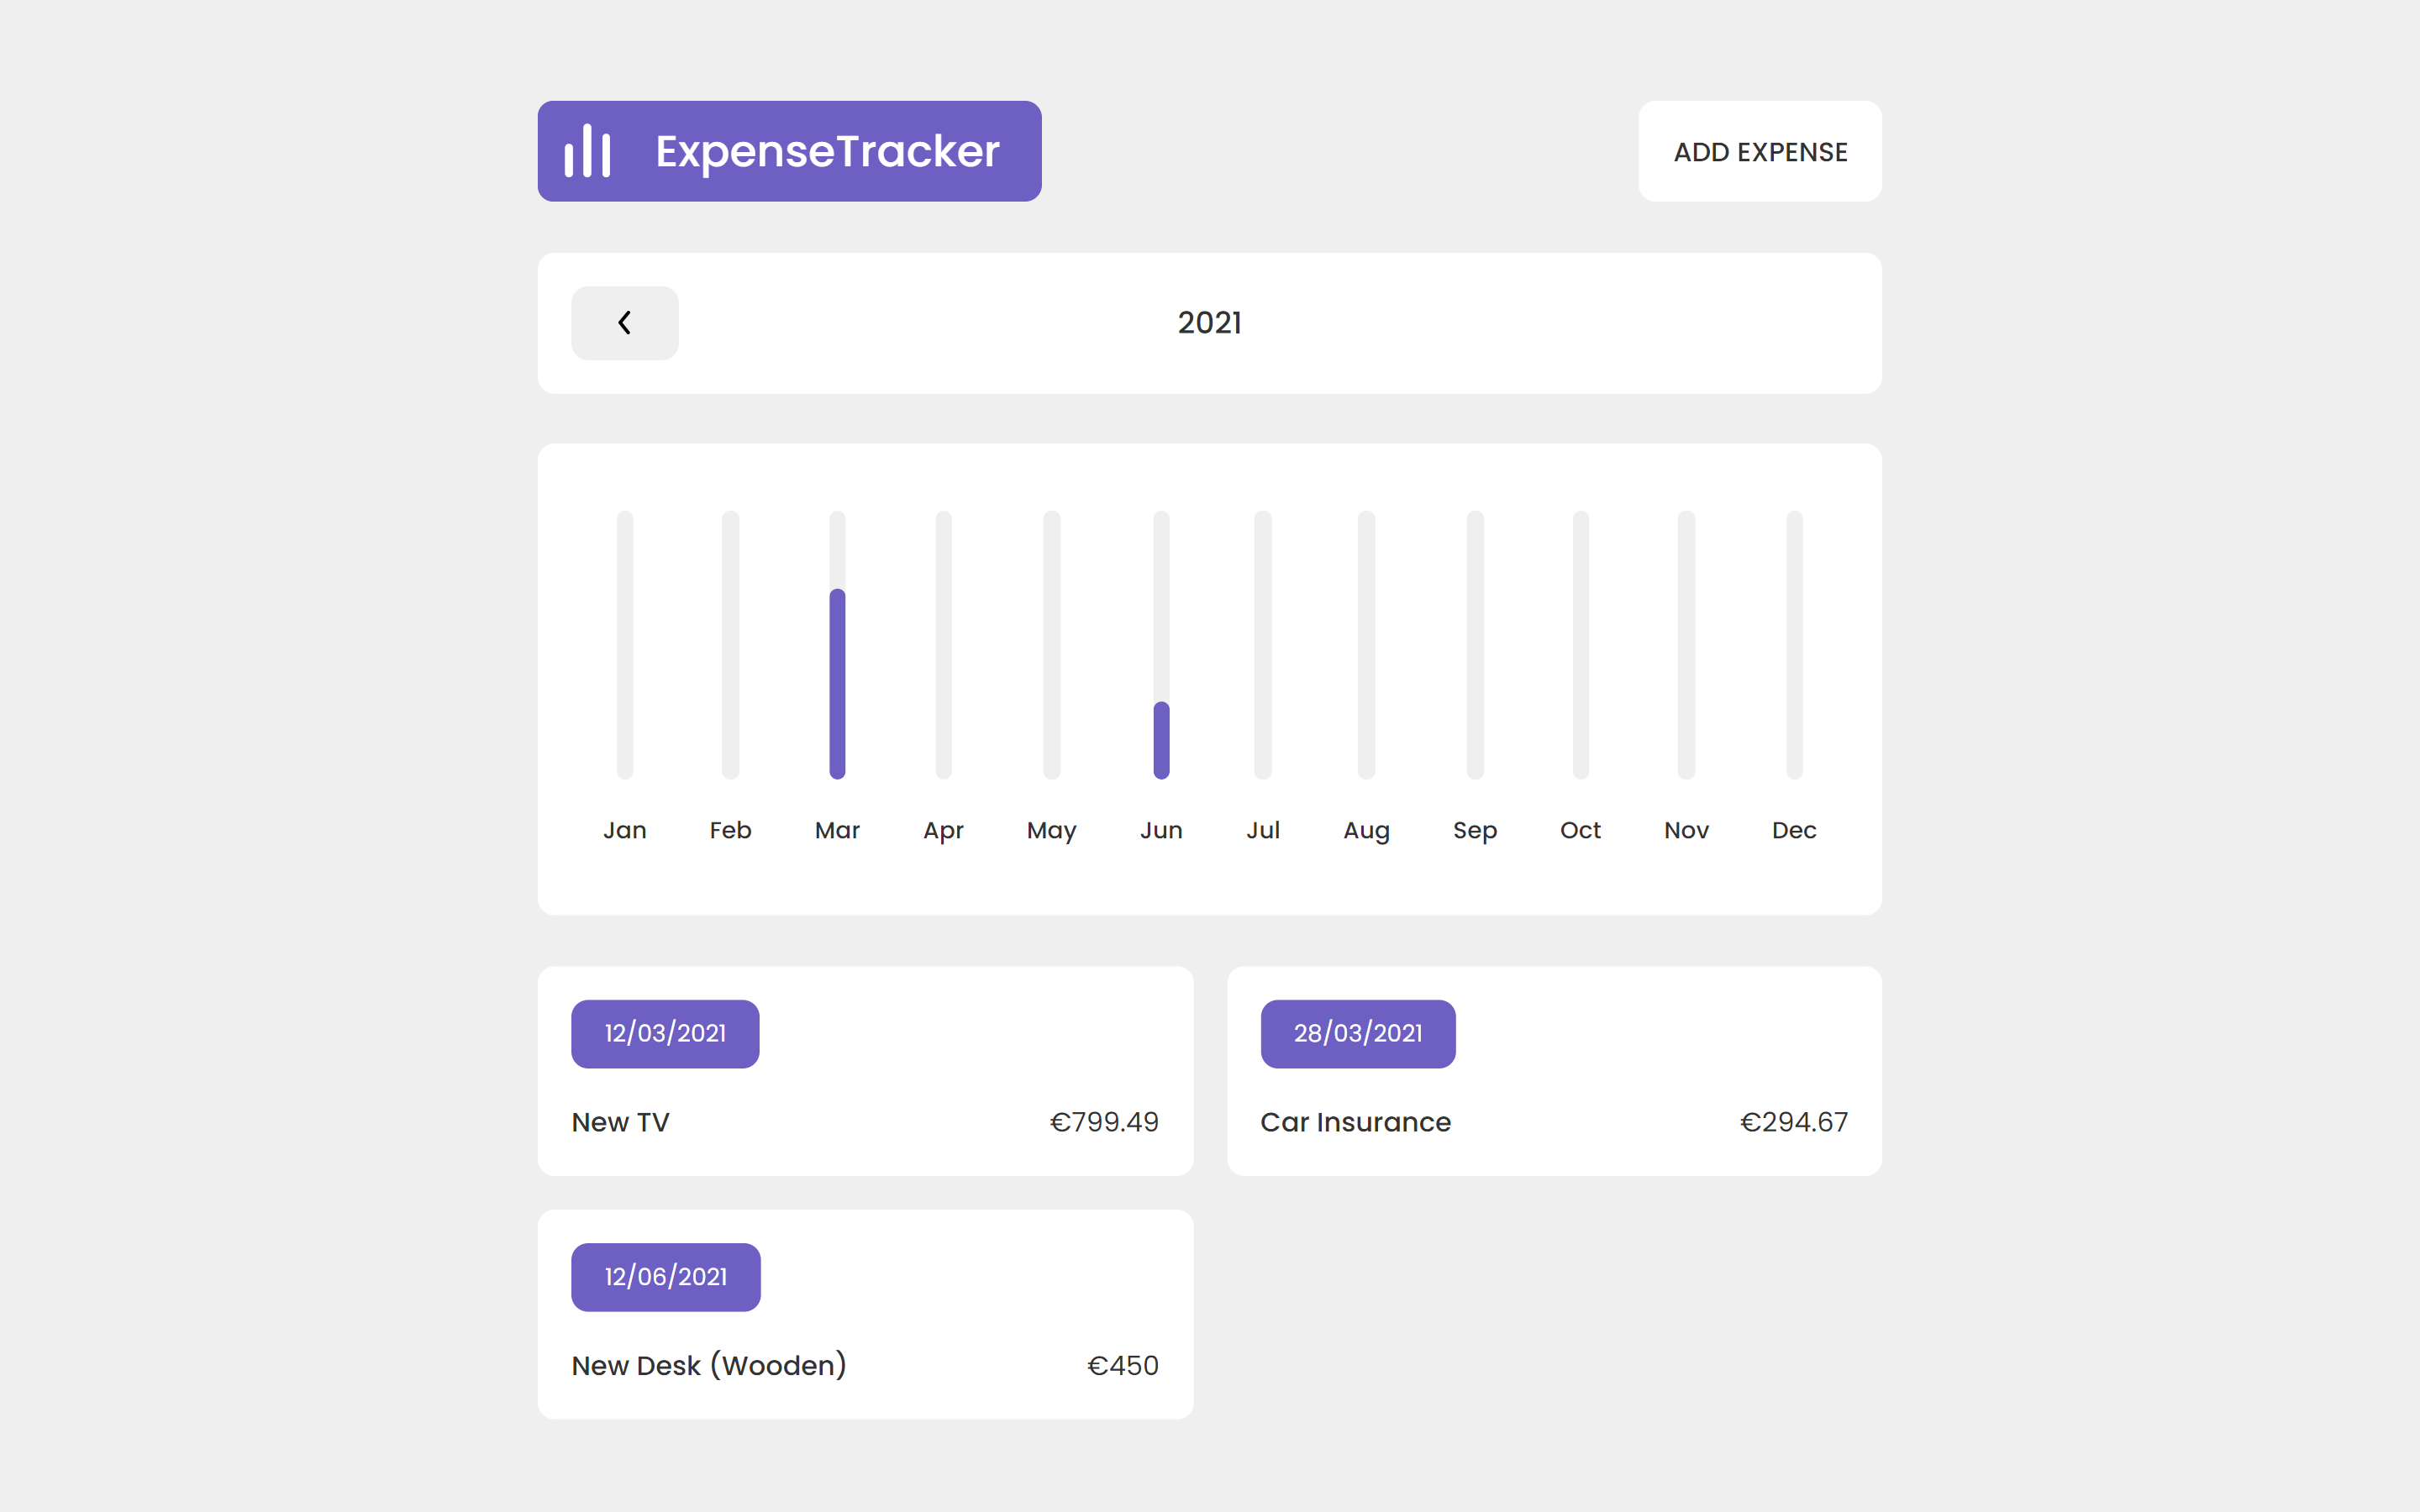 ExpenseTracker
ADD EXPENSE
2021
Jan Feb Mar Apr May Jun Jul Aug Sep Oct Nov Dec
12/03/2021
New TV €799.49
28/03/2021
Car Insurance €294.67
12/06/2021
New Desk (Wooden) €450